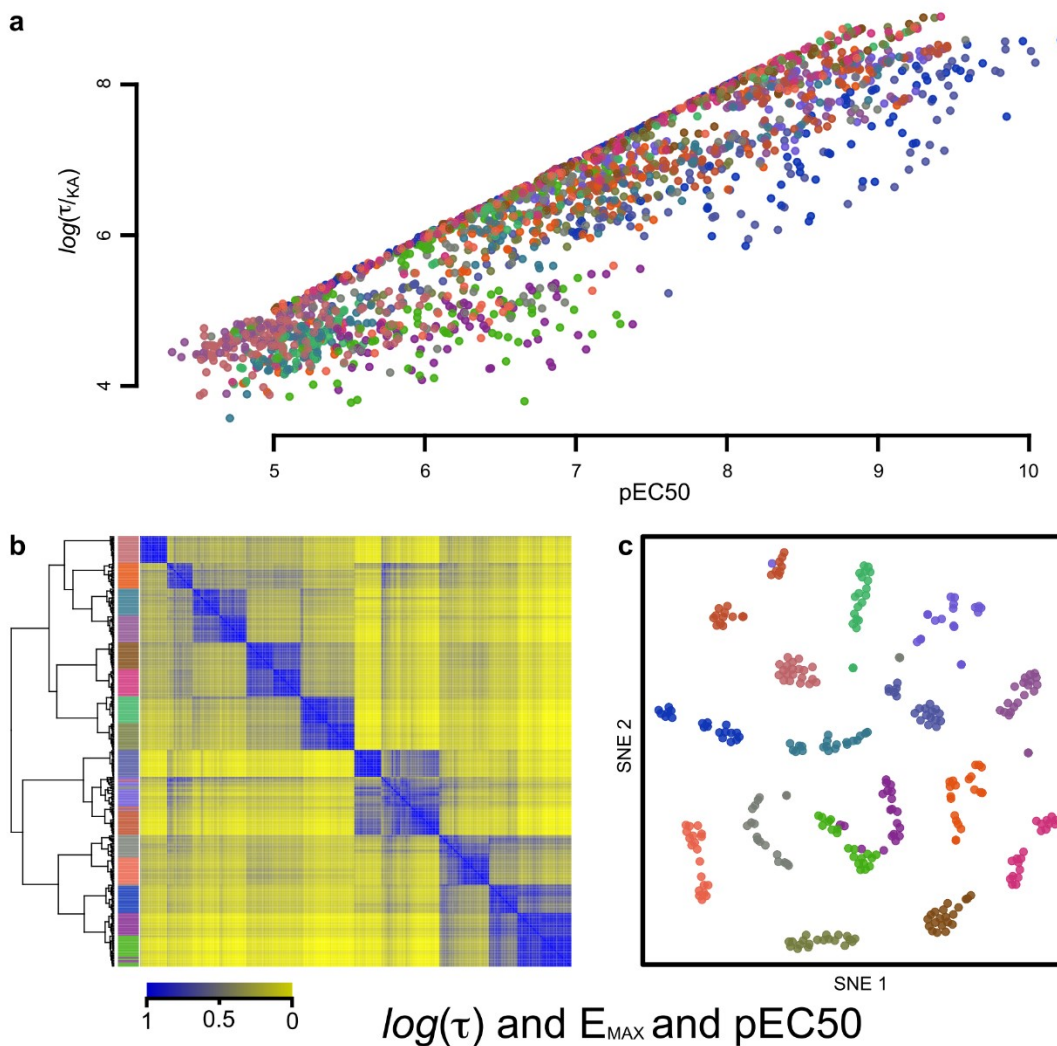 a
8
6
4
log(τ/KA)
5 6 7 8 9 10
pEC50
b
c
SNE 2
SNE 1
1 0.5 0
log(τ) and EMAX and pEC50